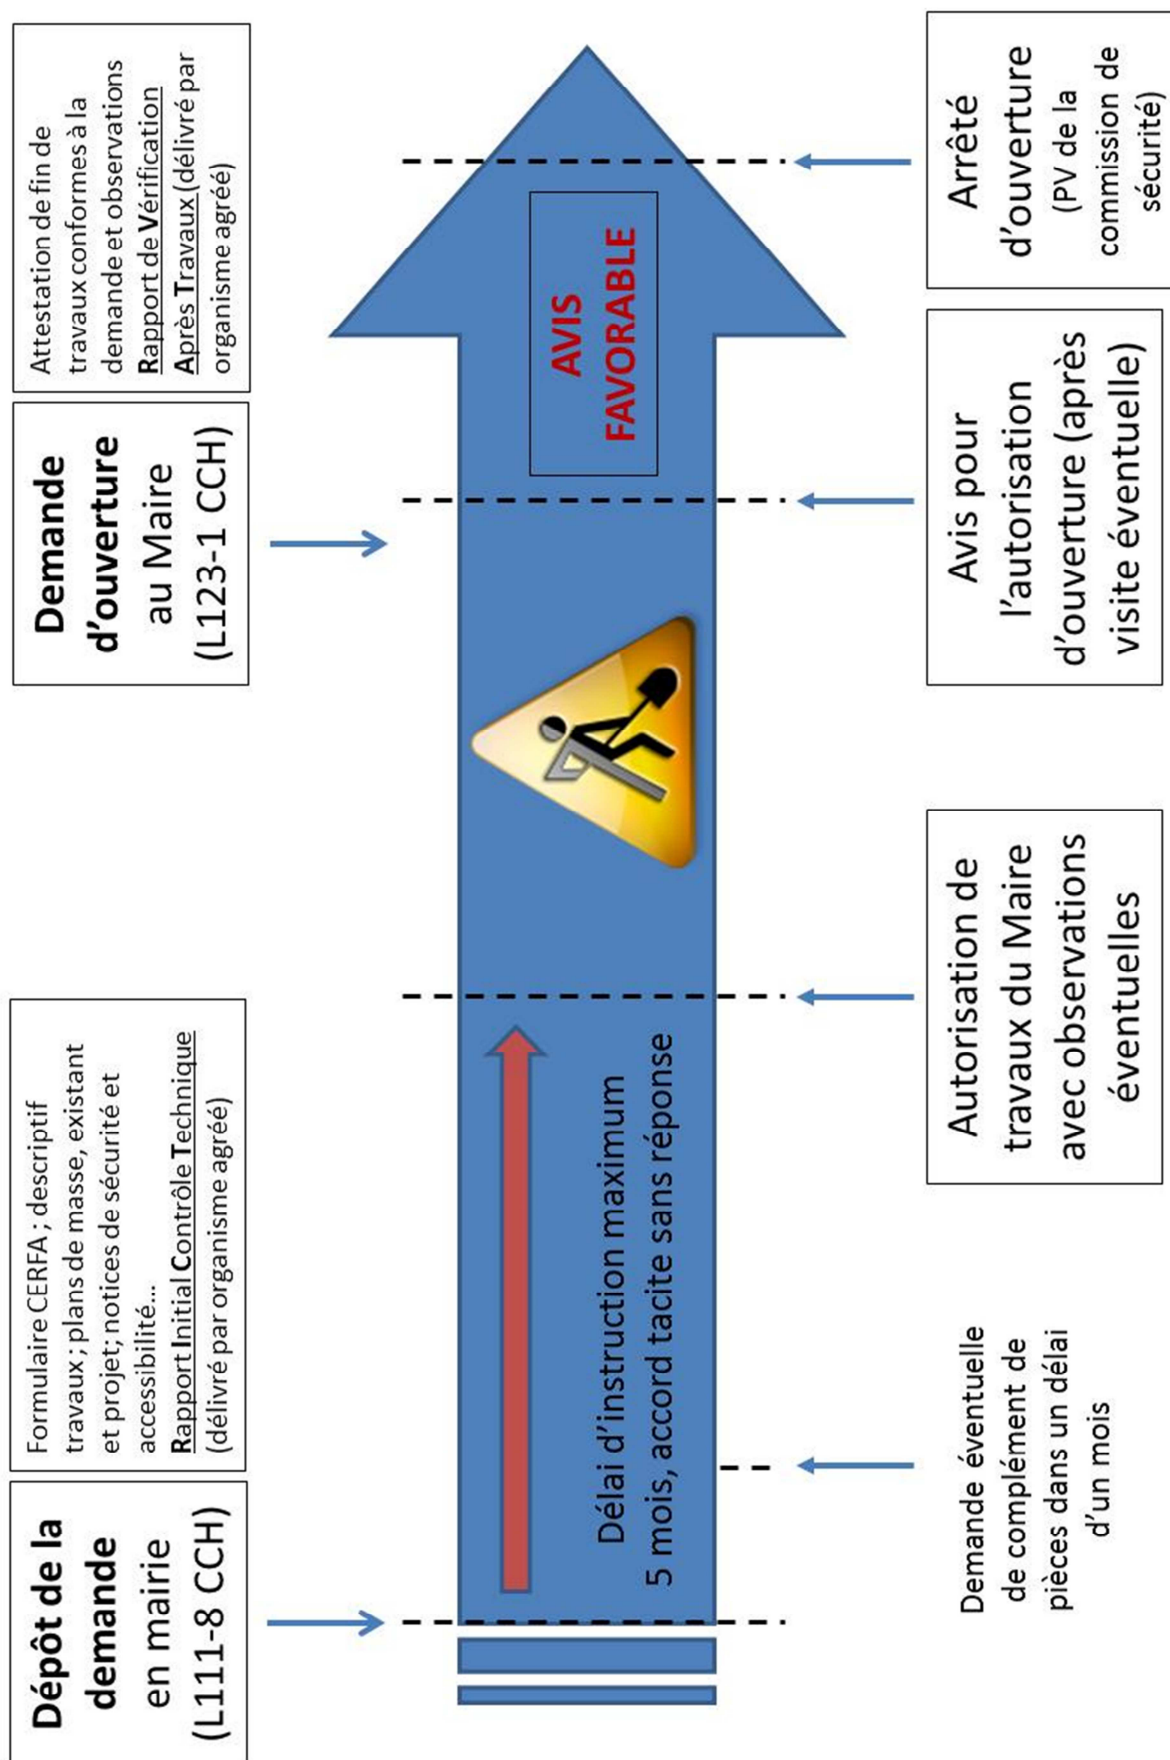 Dépôt de la
demande
en mairie
(L111-8 CCH)
Formulaire CERFA ; descriptif
travaux ; plans de masse, existant
et projet; notices de sécurité et
accessibilité...
Rapport Initial Contrôle Technique
(délivré par organisme agréé)
Demande
d'ouverture
au Maire
(L123-1 CCH)
Attestation de fin de
travaux conformes à la
demande et observations
Rapport de Vérification
Après Travaux (délivré par
organisme agréé)
Délai d'instruction maximum
5 mois, accord tacite sans réponse
AVIS
FAVORABLE
Demande éventuelle
de complément de
pièces dans un délai
d'un mois
Autorisation de
travaux du Maire
avec observations
éventuelles
Avis pour
l'autorisation
d'ouverture (après
visite éventuelle)
Arrêté
d'ouverture
(PV de la
commission de
sécurité)